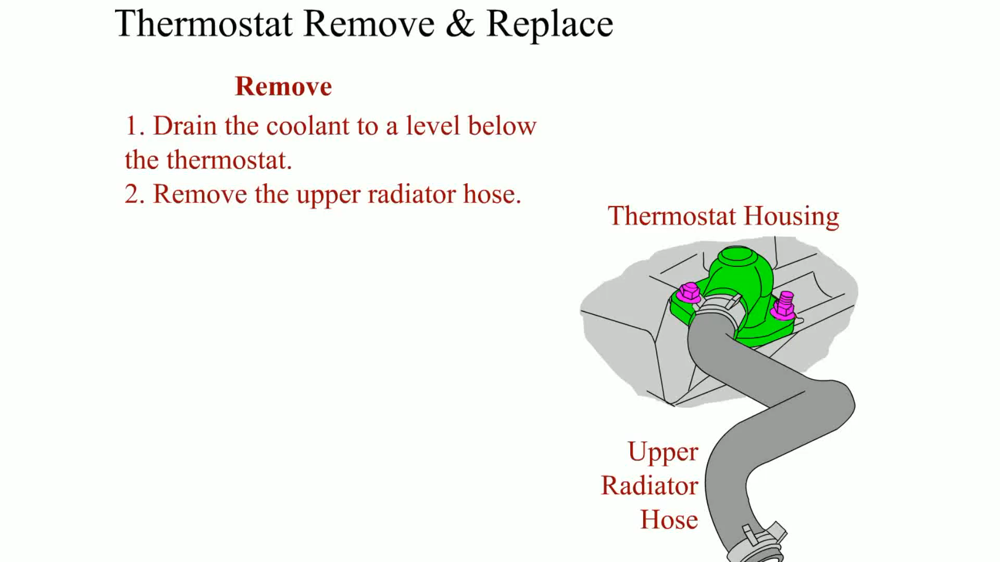 Thermostat Remove & Replace
Remove
1. Drain the coolant to a level below
the thermostat.
2. Remove the upper radiator hose.
Thermostat Housing
Upper
Radiator
Hose